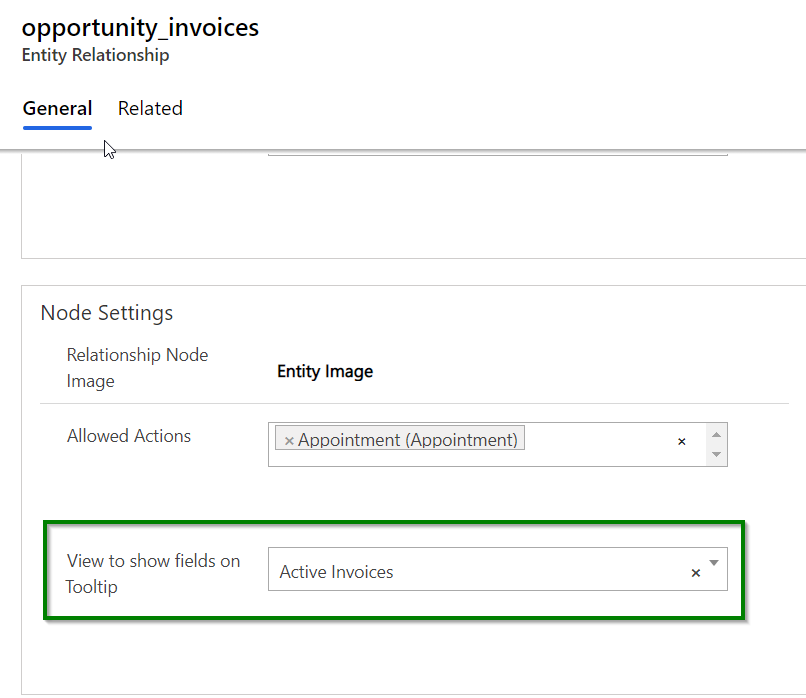 opportunity_invoices
Entity Relationship
General Related
Node Settings
Relationship Node
Image
Entity Image
Allowed Actions
×Appointment (Appointment) ×
View to show fields on
Tooltip
Active Invoices ×